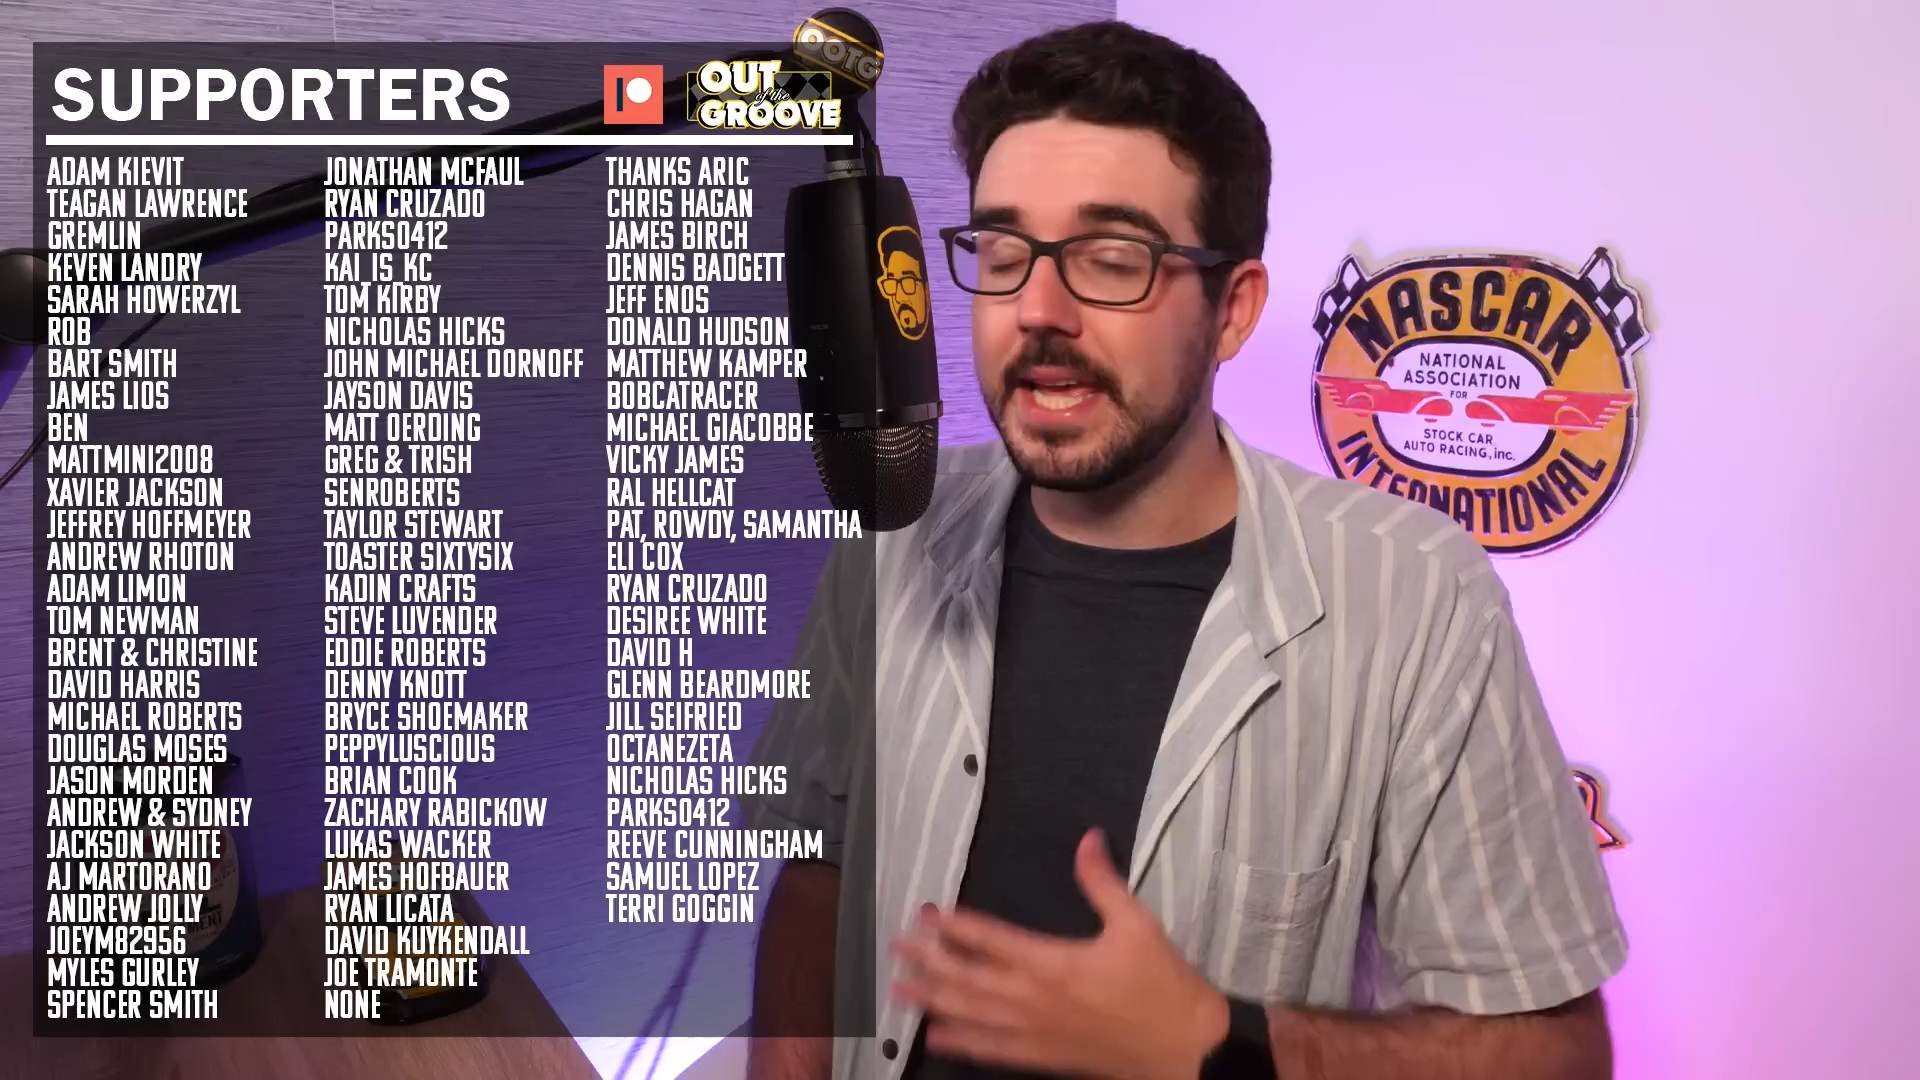 SUPPORTERS
OUT
of the
GROOVE
OOTG
ADAM KIEVIT
TEAGAN LAWRENCE
GREMLIN
KEVEN LANDRY
SARAH HOWERZYL
ROB
BART SMITH
JAMES LIOS
BEN
MATTMINI2008
XAVIER JACKSON
JEFFREY HOFFMEYER
ANDREW RHOTON
ADAM LIMON
TOM NEWMAN
BRENT & CHRISTINE
DAVID HARRIS
MICHAEL ROBERTS
DOUGLAS MOSES
JASON MORDEN
ANDREW & SYDNEY
JACKSON WHITE
AJ MARTORANO
ANDREW JOLLY
JOEYM82956
MYLES GURLEY
SPENCER SMITH
JONATHAN MCFAUL
RYAN CRUZADO
PARKS0412
KAI_IS_KC
TOM KIRBY
NICHOLAS HICKS
JOHN MICHAEL DORNOFF
JAYSON DAVIS
MATT OERDING
GREG & TRISH
SENROBERTS
TAYLOR STEWART
TOASTER SIXTYSIX
KADIN CRAFTS
STEVE LUVENDER
EDDIE ROBERTS
DENNY KNOTT
BRYCE SHOEMAKER
PEPPYLUSCIOUS
BRIAN COOK
ZACHARY RABICKOW
LUKAS WACKER
JAMES HOFBAUER
RYAN LICATA
DAVID KUYKENDALL
JOE TRAMONTE
NONE
THANKS ARIC
CHRIS HAGAN
JAMES BIRCH
DENNIS BADGETT
JEFF ENOS
DONALD HUDSON
MATTHEW KAMPER
BOBCATRACER
MICHAEL GIACOBBE
VICKY JAMES
RAL HELLCAT
PAT, ROWDY, SAMANTHA
ELI COX
RYAN CRUZADO
DESIREE WHITE
DAVID H
GLENN BEARDMORE
JILL SEIFRIED
OCTANEZETA
NICHOLAS HICKS
PARKS0412
REEVE CUNNINGHAM
SAMUEL LOPEZ
TERRI GOGGIN
NASCAR
NATIONAL
ASSOCIATION
FOR
STOCK CAR
AUTO RACING, inc.
INTERNATIONAL